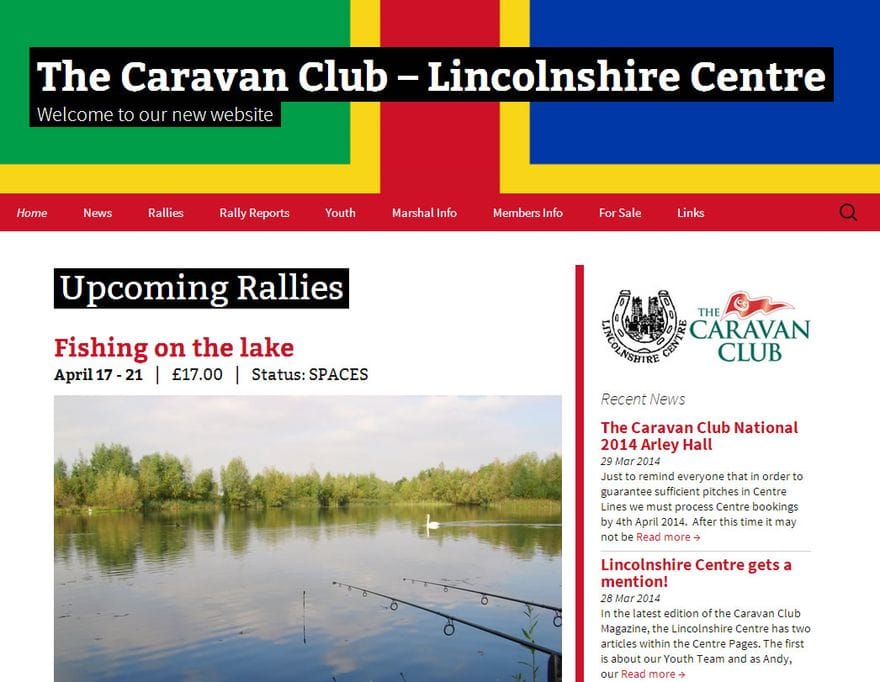 The Caravan Club – Lincolnshire Centre
Welcome to our new website
Home News Rallies Rally Reports Youth Marshal Info Members Info For Sale Links
Upcoming Rallies
Fishing on the lake
April 17 - 21 | £17.00 | Status: SPACES
LINCOLNSHIRE CENTRE
THE
CARAVAN
CLUB
Recent News
The Caravan Club National
2014 Arley Hall
29 Mar 2014
Just to remind everyone that in order to
guarantee sufficient pitches in Centre
Lines we must process Centre bookings
by 4th April 2014. After this time it may
not be Read more →
Lincolnshire Centre gets a
mention!
28 Mar 2014
In the latest edition of the Caravan Club
Magazine, the Lincolnshire Centre has two
articles within the Centre Pages. The first
is about our Youth Team and as Andy,
our Read more →